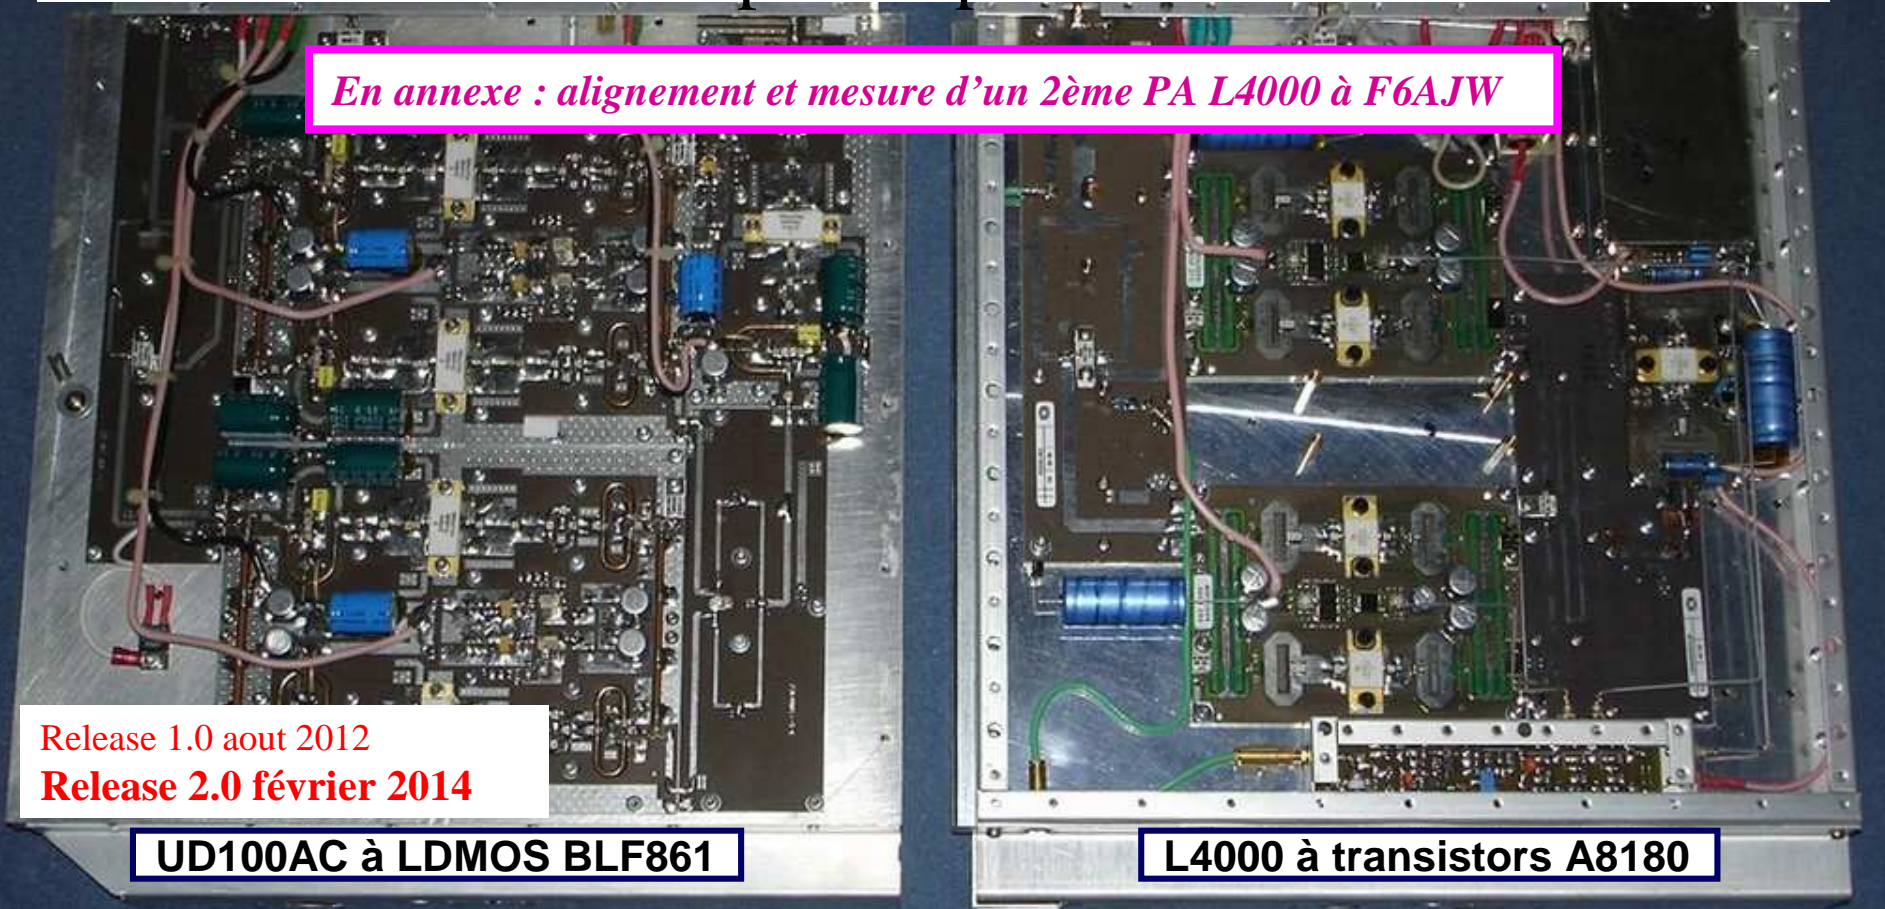 En annexe : alignement et mesure d’un 2ème PA L4000 à F6AJW
Release 1.0 aout 2012
Release 2.0 février 2014
UD100AC à LDMOS BLF861
L4000 à transistors A8180